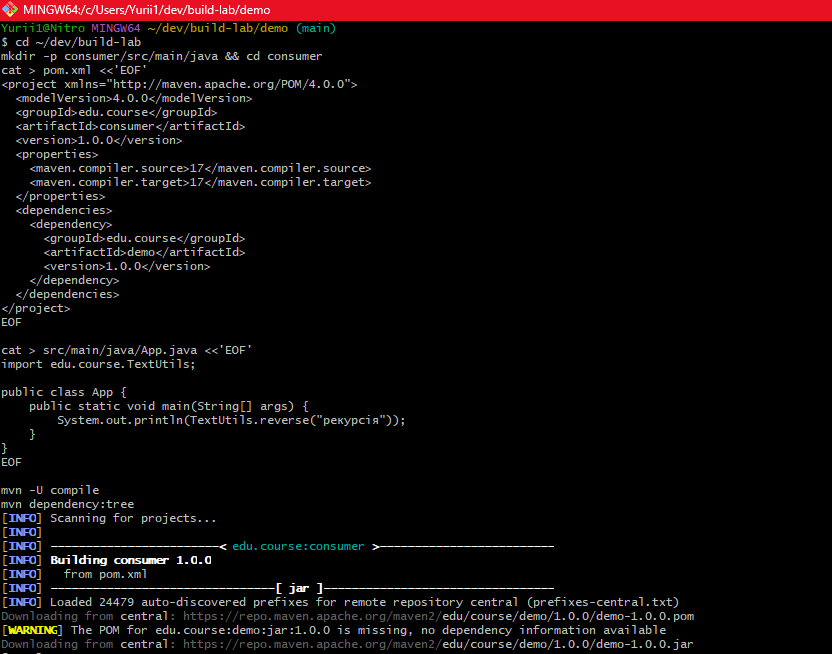 MINGW64:/c/Users/Yurii1/dev/build-lab/demo
Yurii1@Nitro MINGW64 ~/dev/build-lab/demo (main)
$ cd ~/dev/build-lab
mkdir -p consumer/src/main/java && cd consumer
cat > pom.xml <<'EOF'
<project xmlns="http://maven.apache.org/POM/4.0.0">
  <modelVersion>4.0.0</modelVersion>
  <groupId>edu.course</groupId>
  <artifactId>consumer</artifactId>
  <version>1.0.0</version>
  <properties>
    <maven.compiler.source>17</maven.compiler.source>
    <maven.compiler.target>17</maven.compiler.target>
  </properties>
  <dependencies>
    <dependency>
      <groupId>edu.course</groupId>
      <artifactId>demo</artifactId>
      <version>1.0.0</version>
    </dependency>
  </dependencies>
</project>
EOF

cat > src/main/java/App.java <<'EOF'
import edu.course.TextUtils;

public class App {
    public static void main(String[] args) {
        System.out.println(TextUtils.reverse("рекурсія"));
    }
}
EOF

mvn -U compile
mvn dependency:tree
[INFO] Scanning for projects...
[INFO]
[INFO] ------------------------< edu.course:consumer >-------------------------
[INFO] Building consumer 1.0.0
[INFO]   from pom.xml
[INFO] --------------------------------[ jar ]---------------------------------
[INFO] Loaded 24479 auto-discovered prefixes for remote repository central (prefixes-central.txt)
Downloading from central: https://repo.maven.apache.org/maven2/edu/course/demo/1.0.0/demo-1.0.0.pom
[WARNING] The POM for edu.course:demo:jar:1.0.0 is missing, no dependency information available
Downloading from central: https://repo.maven.apache.org/maven2/edu/course/demo/1.0.0/demo-1.0.0.jar